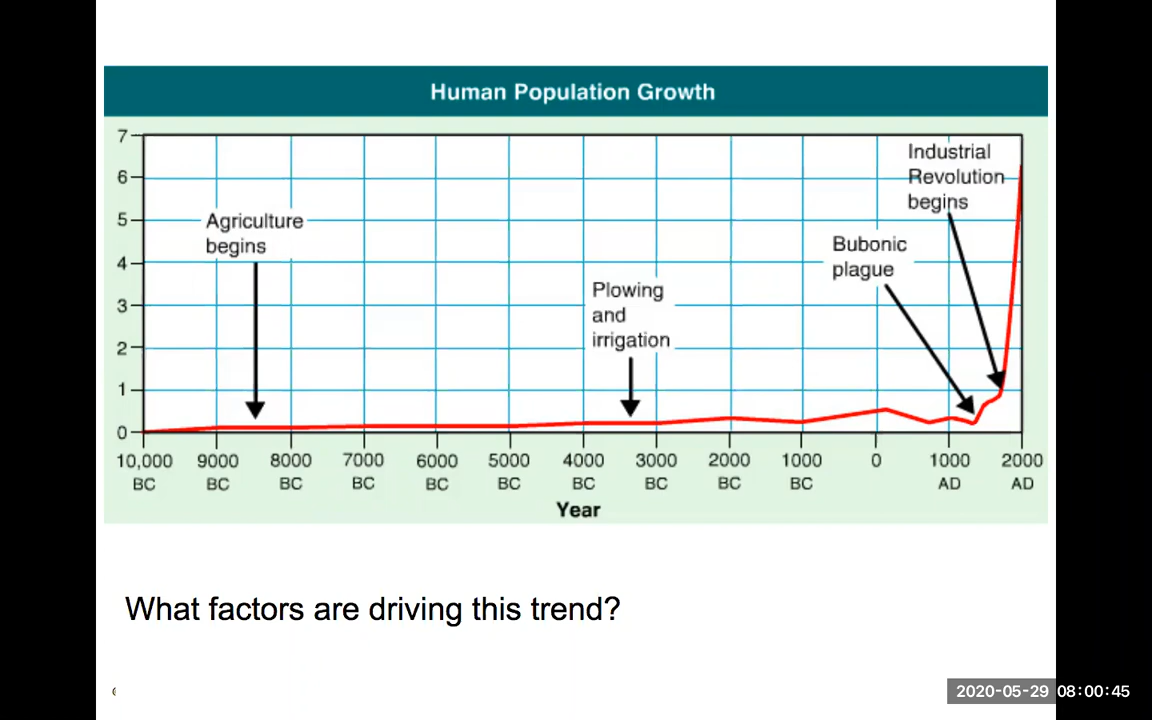 Human Population Growth
7
6
5
4
3
2
1
0
Agriculture
begins
Plowing
and
irrigation
Bubonic
plague
Industrial
Revolution
begins
10,000 9000 8000 7000 6000 5000 4000 3000 2000 1000 0 1000 2000
BC BC BC BC BC BC BC BC BC BC AD AD
Year
What factors are driving this trend?
2020-05-29 08:00:45